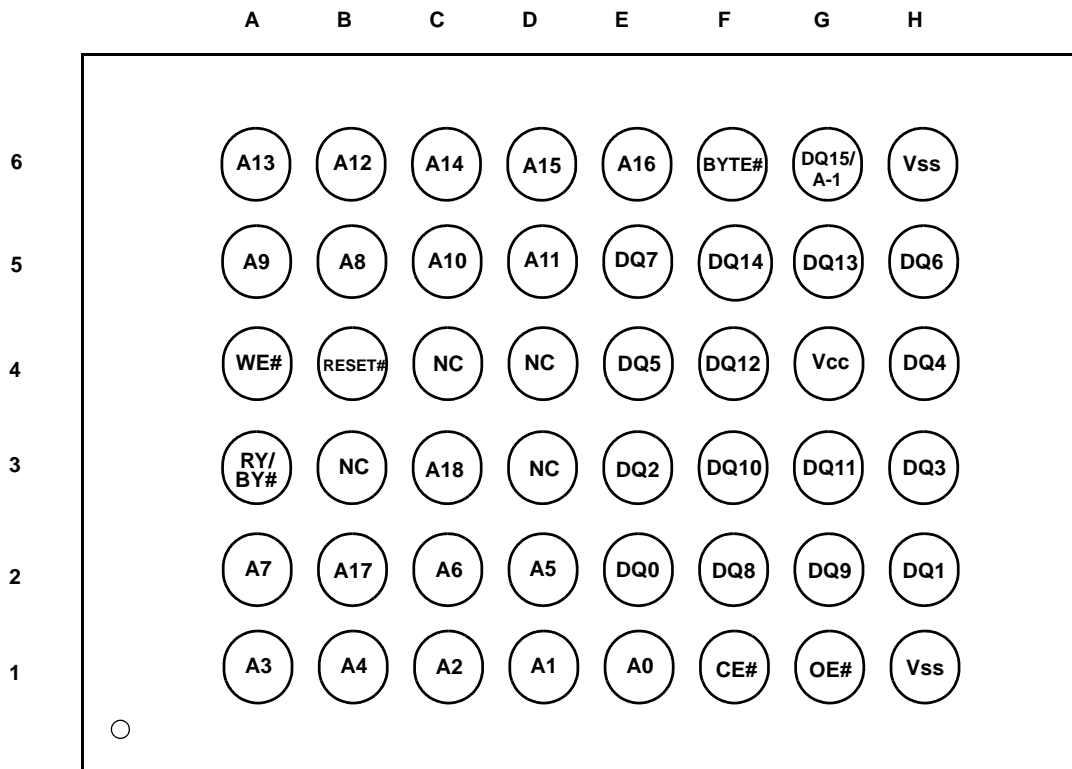 A B C D E F G H
6 A13 A12 A14 A15 A16 BYTE# DQ15/ Vss
A-1
5 A9 A8 A10 A11 DQ7 DQ14 DQ13 DQ6
4 WE# RESET# NC NC DQ5 DQ12 Vcc DQ4
3 RY/ NC A18 NC DQ2 DQ10 DQ11 DQ3
BY#
2 A7 A17 A6 A5 DQ0 DQ8 DQ9 DQ1
1 A3 A4 A2 A1 A0 CE# OE# Vss